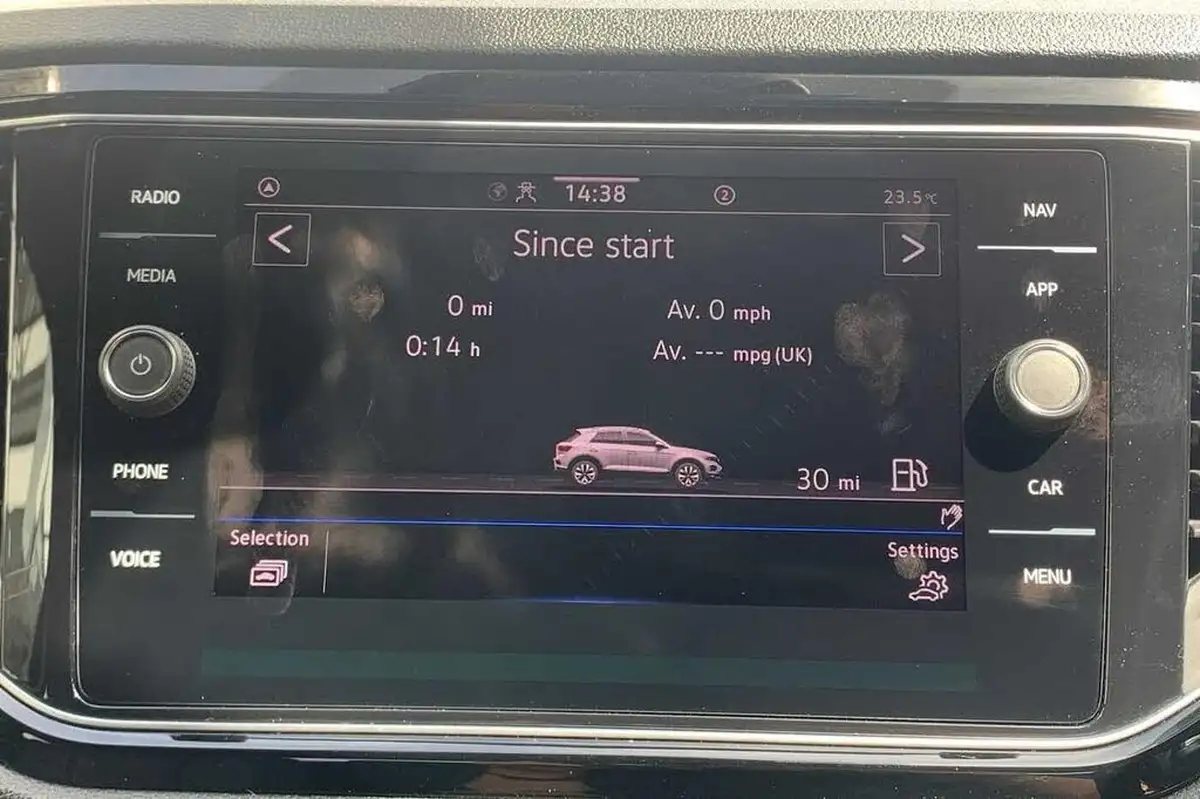 RADIO
MEDIA
PHONE
VOICE
14:38
2
23.5°C
<
Since start
>
0 mi
0:14 h
Av. 0 mph
Av. --- mpg (UK)
30 mi
Selection
Settings
NAV
APP
CAR
MENU